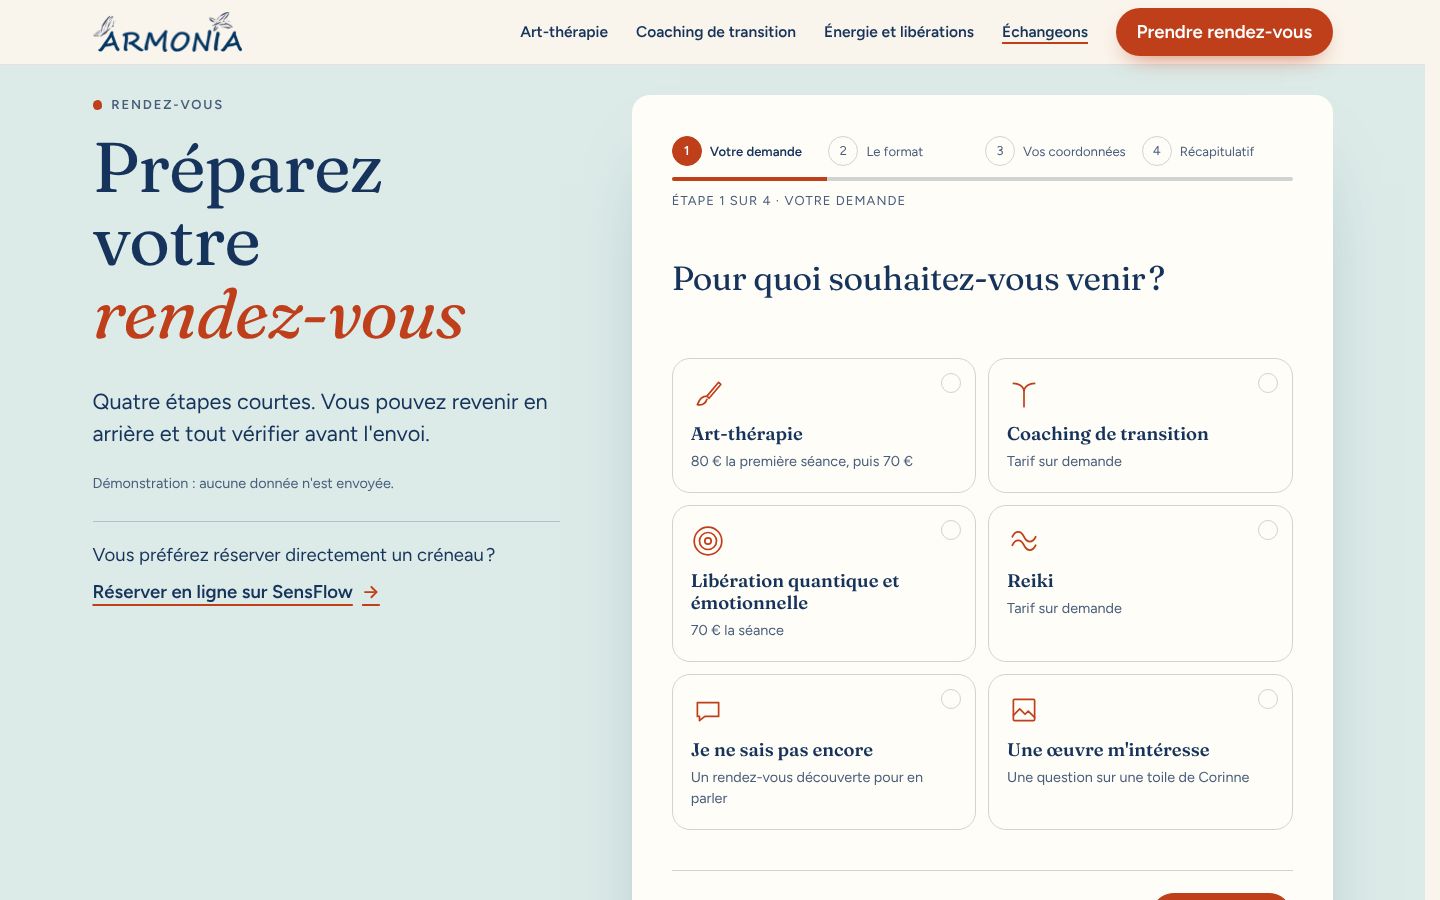 ARMONIA
Art-thérapie
Coaching de transition
Énergie et libérations
Échangeons
Prendre rendez-vous
RENDEZ-VOUS
Préparez
votre
rendez-vous
Quatre étapes courtes. Vous pouvez revenir en
arrière et tout vérifier avant l'envoi.
Démonstration : aucune donnée n'est envoyée.
Vous préférez réserver directement un créneau ?
Réserver en ligne sur SensFlow →
1 Votre demande
2 Le format
3 Vos coordonnées
4 Récapitulatif
ÉTAPE 1 SUR 4 · VOTRE DEMANDE
Pour quoi souhaitez-vous venir ?
Art-thérapie
80 € la première séance, puis 70 €
Coaching de transition
Tarif sur demande
Libération quantique et
émotionnelle
70 € la séance
Reiki
Tarif sur demande
Je ne sais pas encore
Un rendez-vous découverte pour en
parler
Une œuvre m'intéresse
Une question sur une toile de Corinne